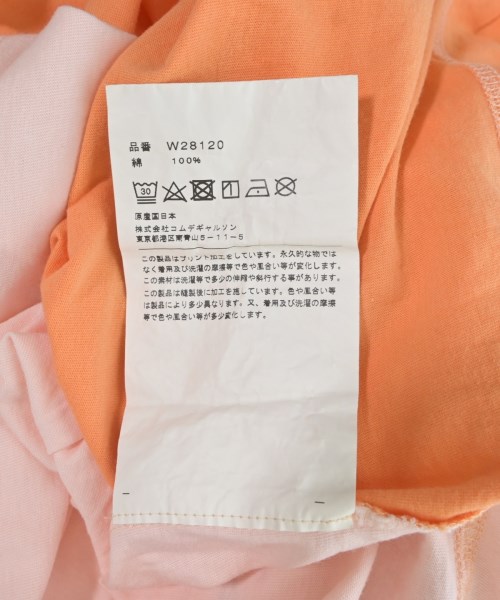 品番 W28120
綿 100%
30
原産国日本
株式会社コムデギャルソン
東京都港区南青山5-11-5
この製品はプリント加工をしています。永久的な物では
なく着用及び洗濯の摩擦等で色や風合い等が変化します。
この素材は洗濯等で多少の伸縮や斜行する事があります。
この製品は縫製後に加工を施しています。色や風合い等
は製品により多少異なります。又、着用及び洗濯の摩擦
等で色や風合い等が多少変化します。